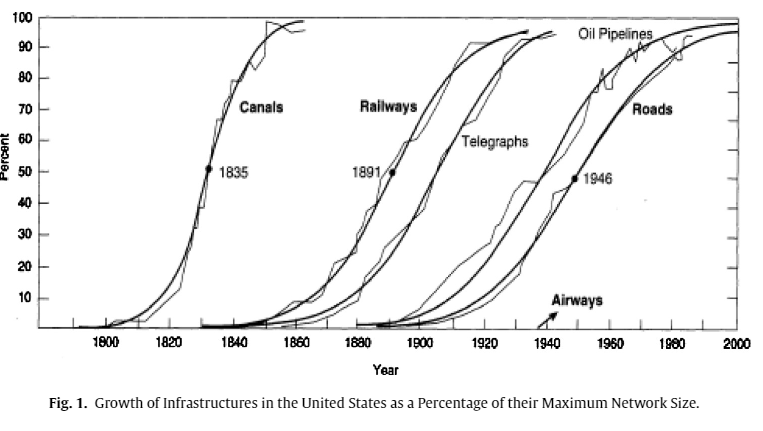 100
90
80
70
60
50
40
30
20
10
Percent
Canals
1835
Railways
1891
Telegraphs
Oil Pipelines
Roads
1946
Airways
1800 1820 1840 1860 1880 1900 1920 1940 1960 1980 2000
Year
Fig. 1. Growth of Infrastructures in the United States as a Percentage of their Maximum Network Size.